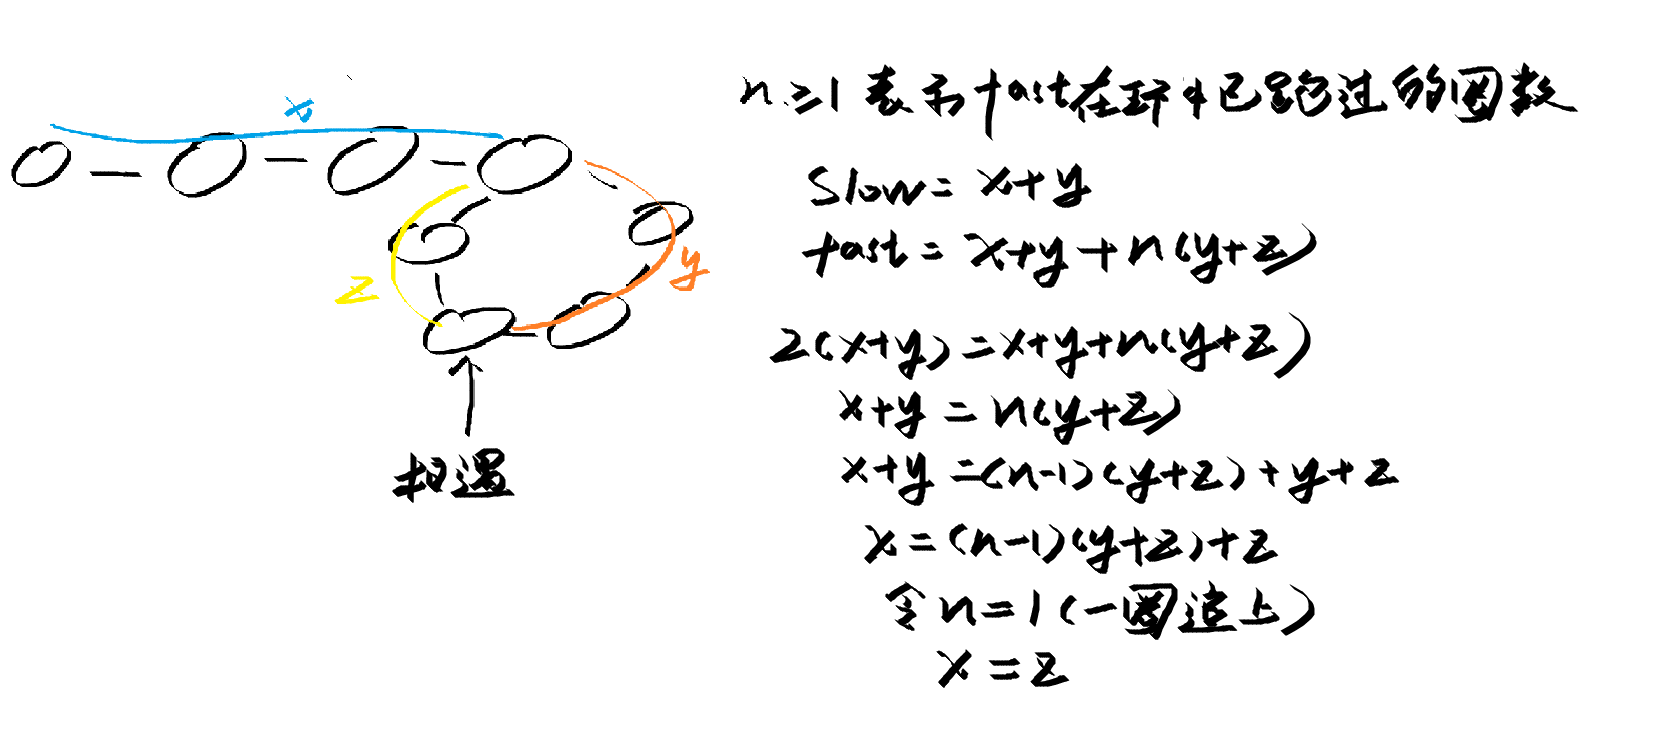 x
y
z
相遇
n≥1 表示fast在环中已跑过的圈数
slow = x+y
fast = x+y+n(y+z)
2(x+y)=x+y+n(y+z)
x+y = n(y+z)
x+y =(n-1)(y+z)+y+z
x=(n-1)(y+z)+z
令n=1(一圈追上)
x=z